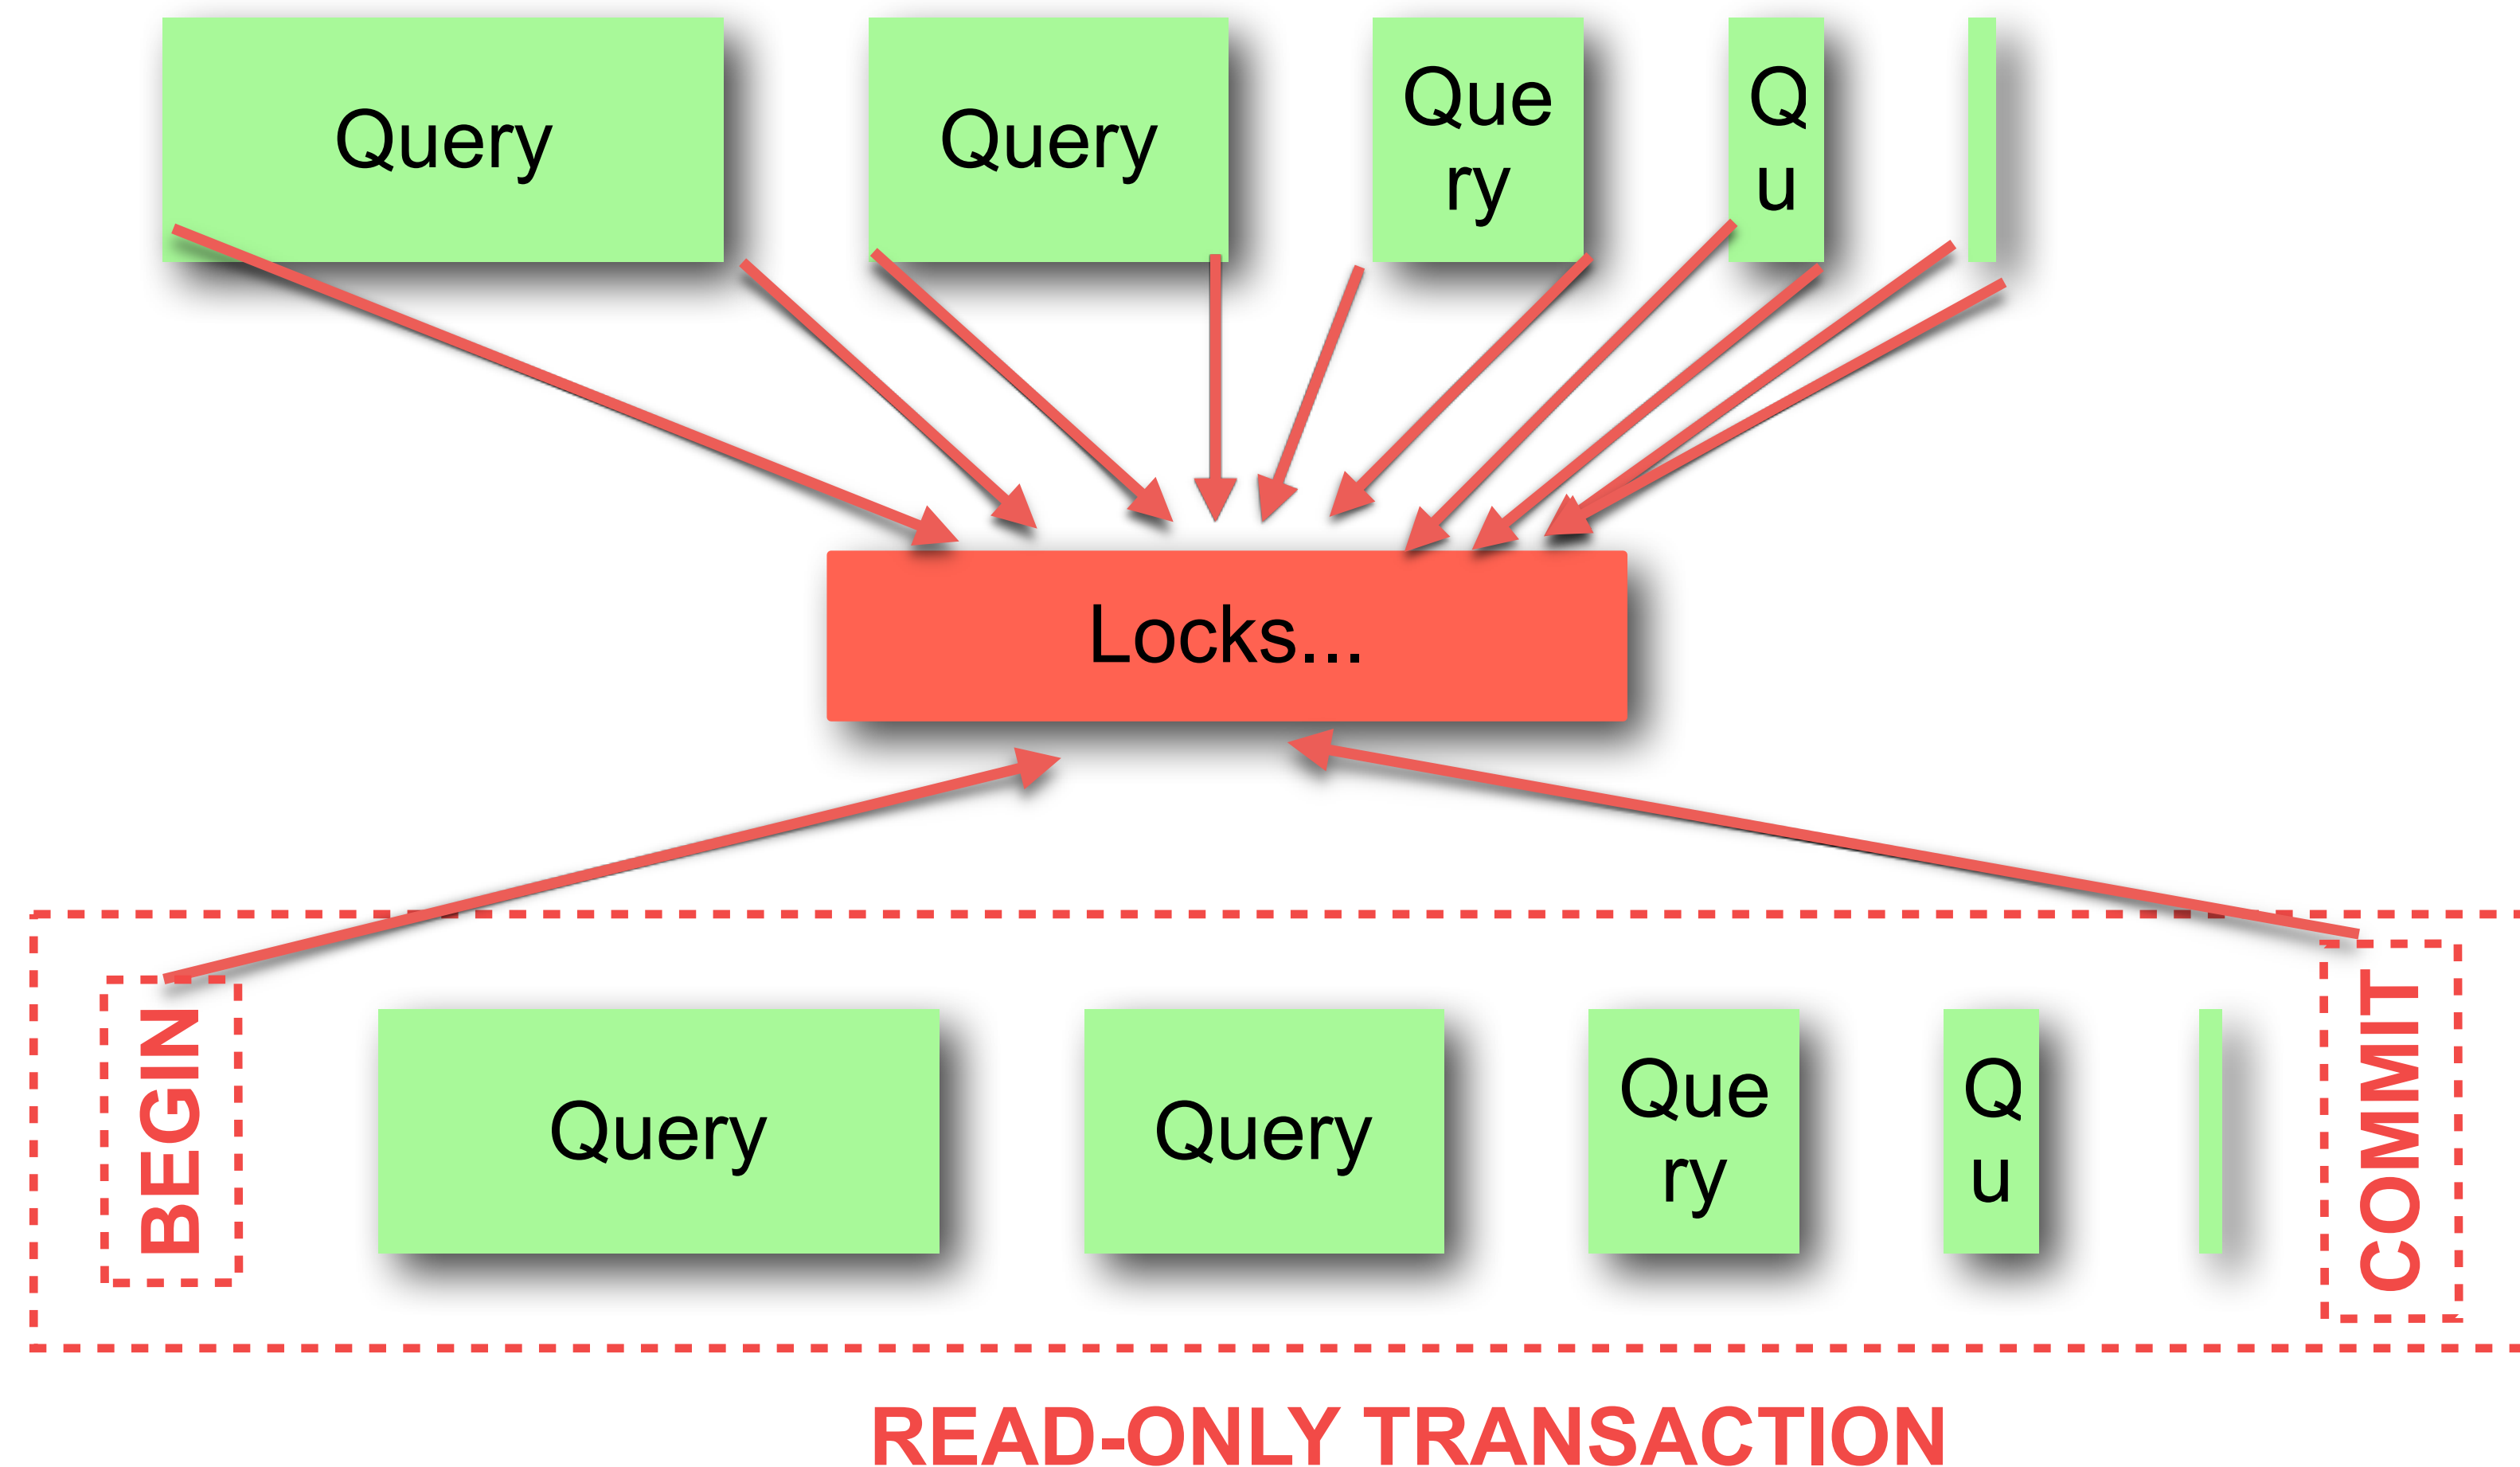 Query
Query
Que
ry
Q
u
Locks...
BEGIN
Query
Query
Que
ry
Q
u
COMMIT
READ-ONLY TRANSACTION